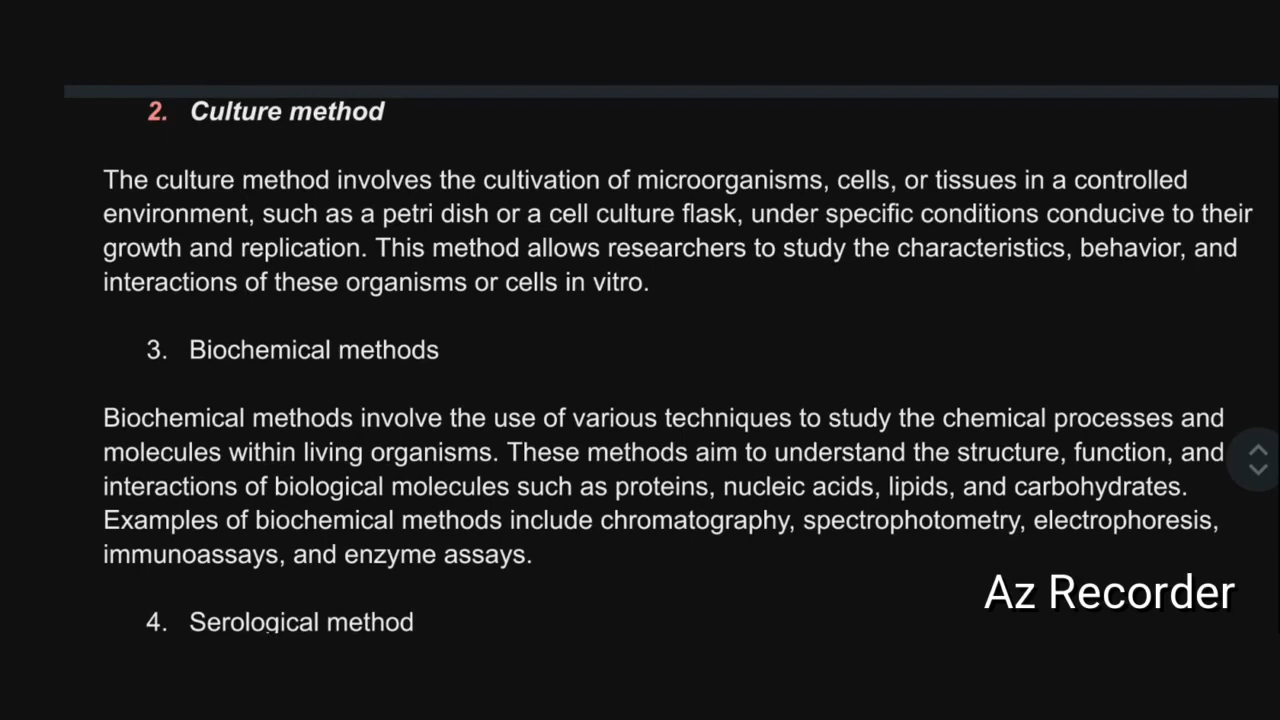 2. Culture method
The culture method involves the cultivation of microorganisms, cells, or tissues in a controlled
environment, such as a petri dish or a cell culture flask, under specific conditions conducive to their
growth and replication. This method allows researchers to study the characteristics, behavior, and
interactions of these organisms or cells in vitro.
3. Biochemical methods
Biochemical methods involve the use of various techniques to study the chemical processes and
molecules within living organisms. These methods aim to understand the structure, function, and
interactions of biological molecules such as proteins, nucleic acids, lipids, and carbohydrates.
Examples of biochemical methods include chromatography, spectrophotometry, electrophoresis,
immunoassays, and enzyme assays.
Az Recorder
4. Serological method